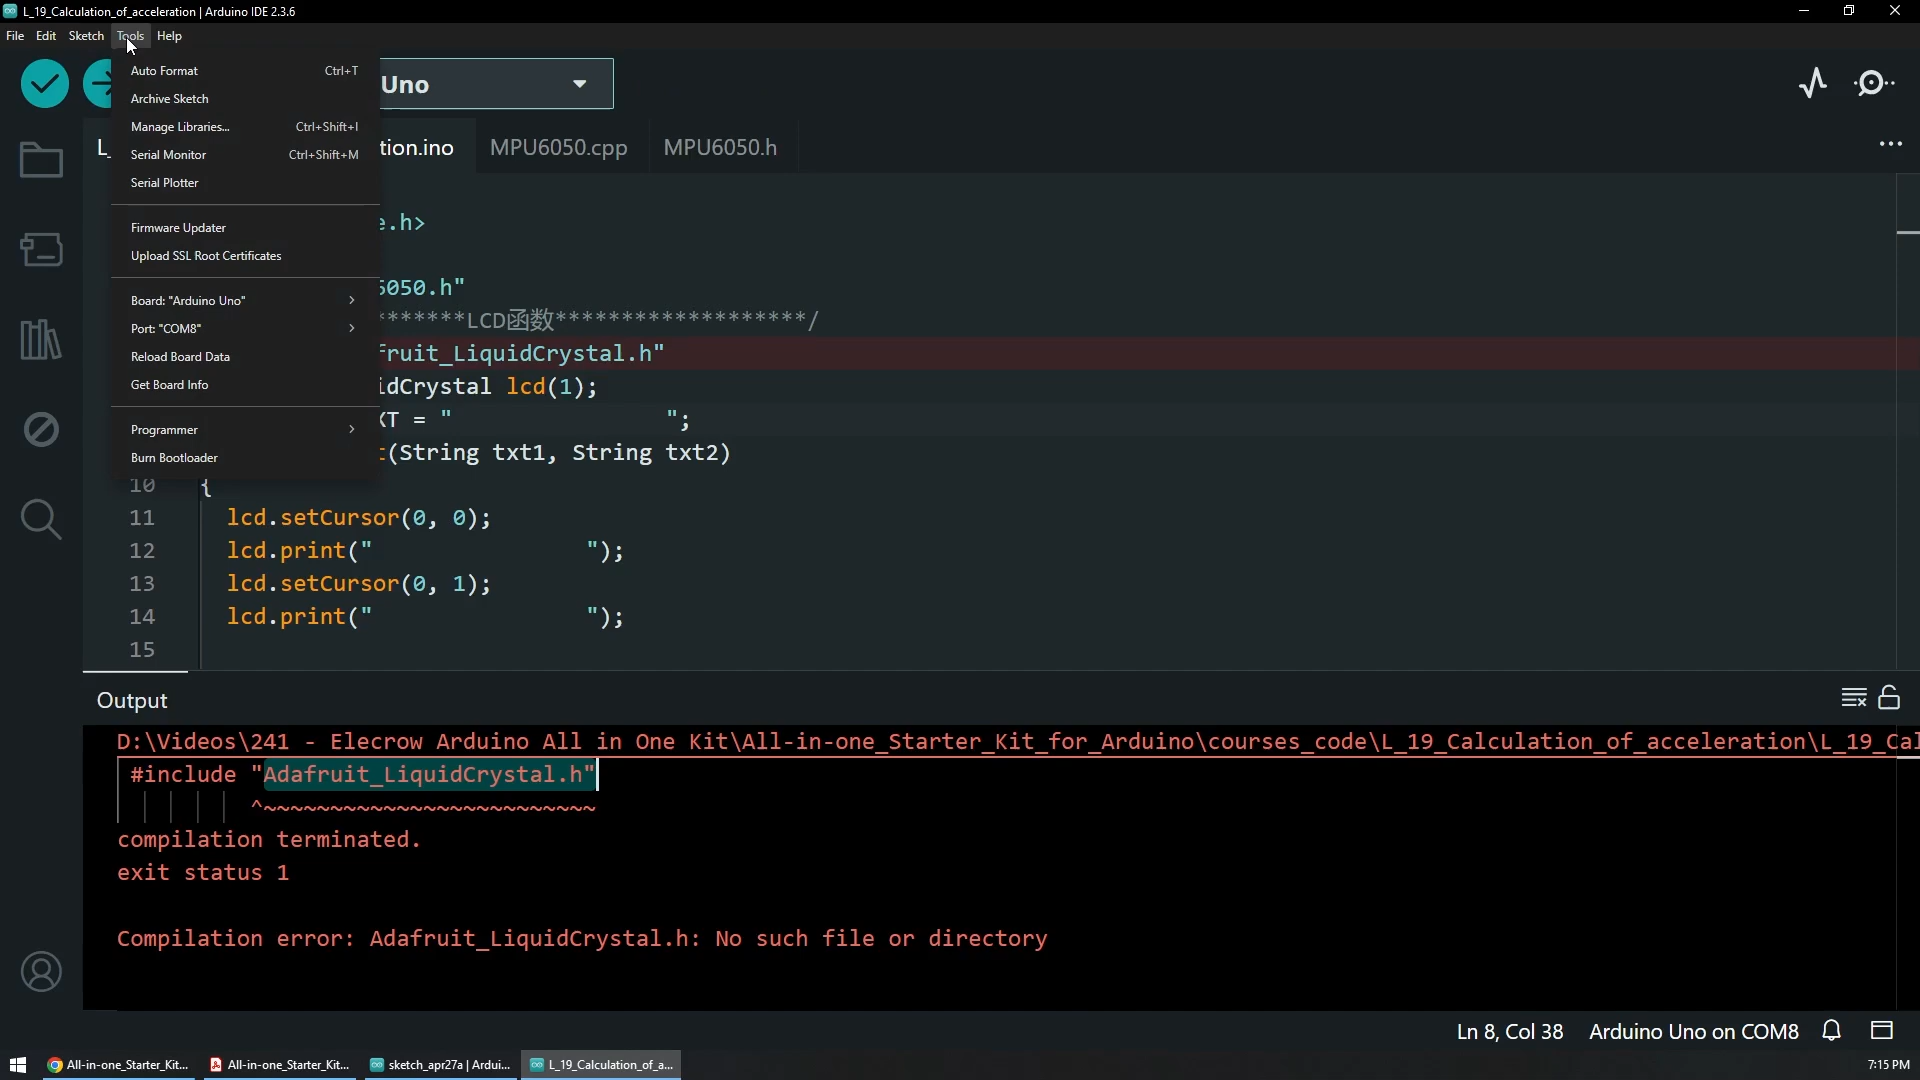 L_19_Calculation_of_acceleration | Arduino IDE 2.3.6
File Edit Sketch Tools Help
Auto Format Ctrl+T
Archive Sketch
Manage Libraries... Ctrl+Shift+I
Serial Monitor Ctrl+Shift+M
Serial Plotter
Firmware Updater
Upload SSL Root Certificates
Board: "Arduino Uno"
Port: "COM8"
Reload Board Data
Get Board Info
Programmer
Burn Bootloader
Uno
L_ tion.ino MPU6050.cpp MPU6050.h
e.h>
6050.h"
*******LCD函数*******************/
fruit_LiquidCrystal.h"
idCrystal lcd(1);
XT = " ";
t(String txt1, String txt2)
10 {
11 lcd.setCursor(0, 0);
12 lcd.print(" ");
13 lcd.setCursor(0, 1);
14 lcd.print(" ");
15
Output
D:\Videos\241 - Elecrow Arduino All in One Kit\All-in-one_Starter_Kit_for_Arduino\courses_code\L_19_Calculation_of_acceleration\L_19_Cal
#include "Adafruit_LiquidCrystal.h"
^~~~~~~~~~~~~~~~~~~~~~~~~~
compilation terminated.
exit status 1
Compilation error: Adafruit_LiquidCrystal.h: No such file or directory
Ln 8, Col 38 Arduino Uno on COM8
All-in-one_Starter_Kit... All-in-one_Starter_Kit... sketch_apr27a | Ardui... L_19_Calculation_of_a... 7:15 PM